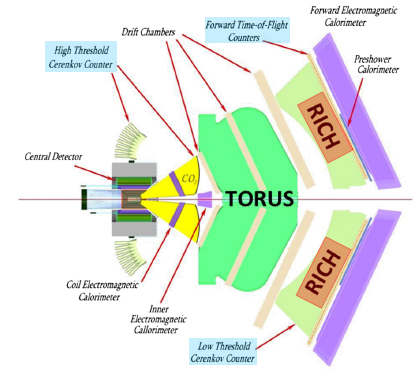 Forward Electromagnetic
Calorimeter
Drift Chambers
Forward Time-of-Flight
Counters
High Threshold
Cerenkov Counter
Preshower
Calorimeter
RICH
Central Detector
CO₂
TORUS
Coil Electromagnetic
Calorimeter
Inner
Electromagnetic
Callorimeter
RICH
Low Threshold
Cerenkov Counter